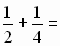 1/2 + 1/4 =